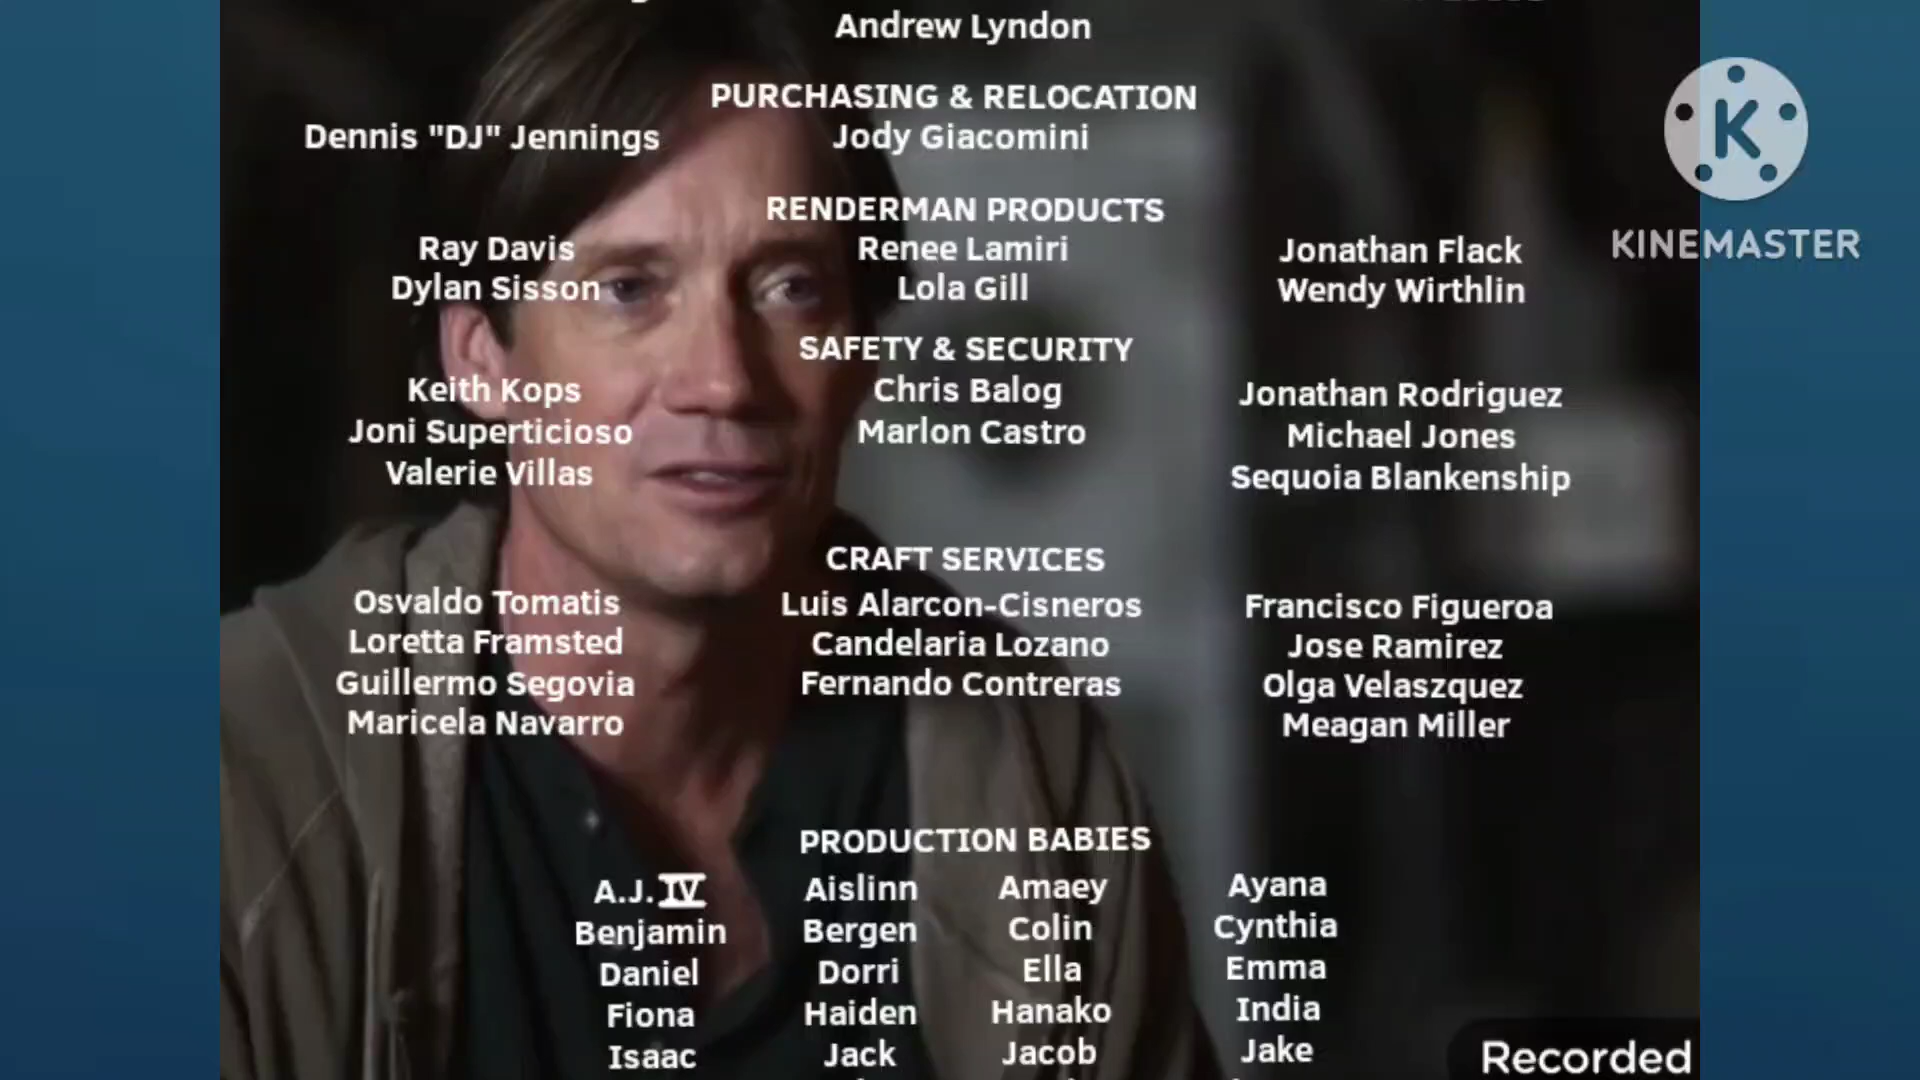 Andrew Lyndon
PURCHASING & RELOCATION
Dennis "DJ" Jennings Jody Giacomini
RENDERMAN PRODUCTS
Ray Davis Renee Lamiri Jonathan Flack
Dylan Sisson Lola Gill Wendy Wirthlin
SAFETY & SECURITY
Keith Kops Chris Balog Jonathan Rodriguez
Joni Superticioso Marlon Castro Michael Jones
Valerie Villas Sequoia Blankenship
CRAFT SERVICES
Osvaldo Tomatis Luis Alarcon-Cisneros Francisco Figueroa
Loretta Framsted Candelaria Lozano Jose Ramirez
Guillermo Segovia Fernando Contreras Olga Velaszquez
Maricela Navarro Meagan Miller
PRODUCTION BABIES
A.J. IV Aislinn Amaey Ayana
Benjamin Bergen Colin Cynthia
Daniel Dorri Ella Emma
Fiona Haiden Hanako India
Isaac Jack Jacob Jake
K
KINEMASTER
Recorded